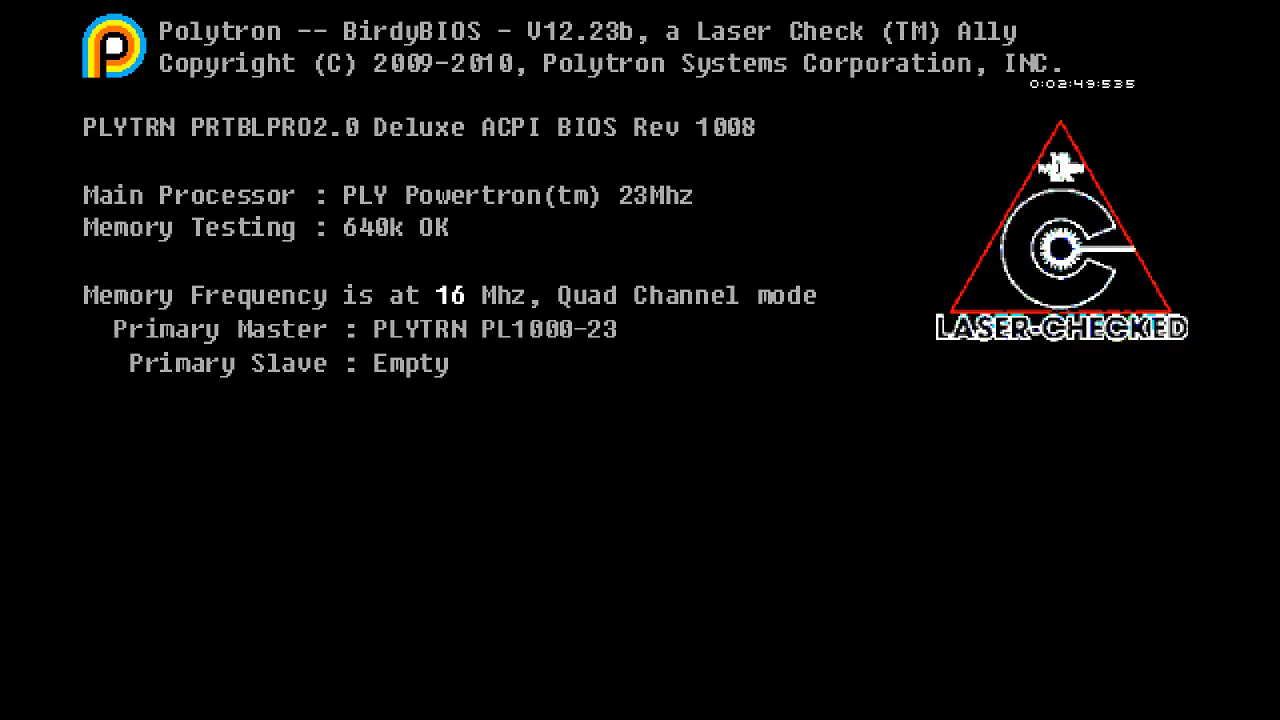 Polytron -- BirdyBIOS - V12.23b, a Laser Check (TM) Ally
Copyright (C) 2009-2010, Polytron Systems Corporation, INC.
0:02:49:535
PLYTRN PRTBLPRO2.0 Deluxe ACPI BIOS Rev 1008
Main Processor : PLY Powertron(tm) 23Mhz
Memory Testing : 640k OK
Memory Frequency is at 16 Mhz, Quad Channel mode
Primary Master : PLYTRN PL1000-23
Primary Slave : Empty
LASER-CHECKED